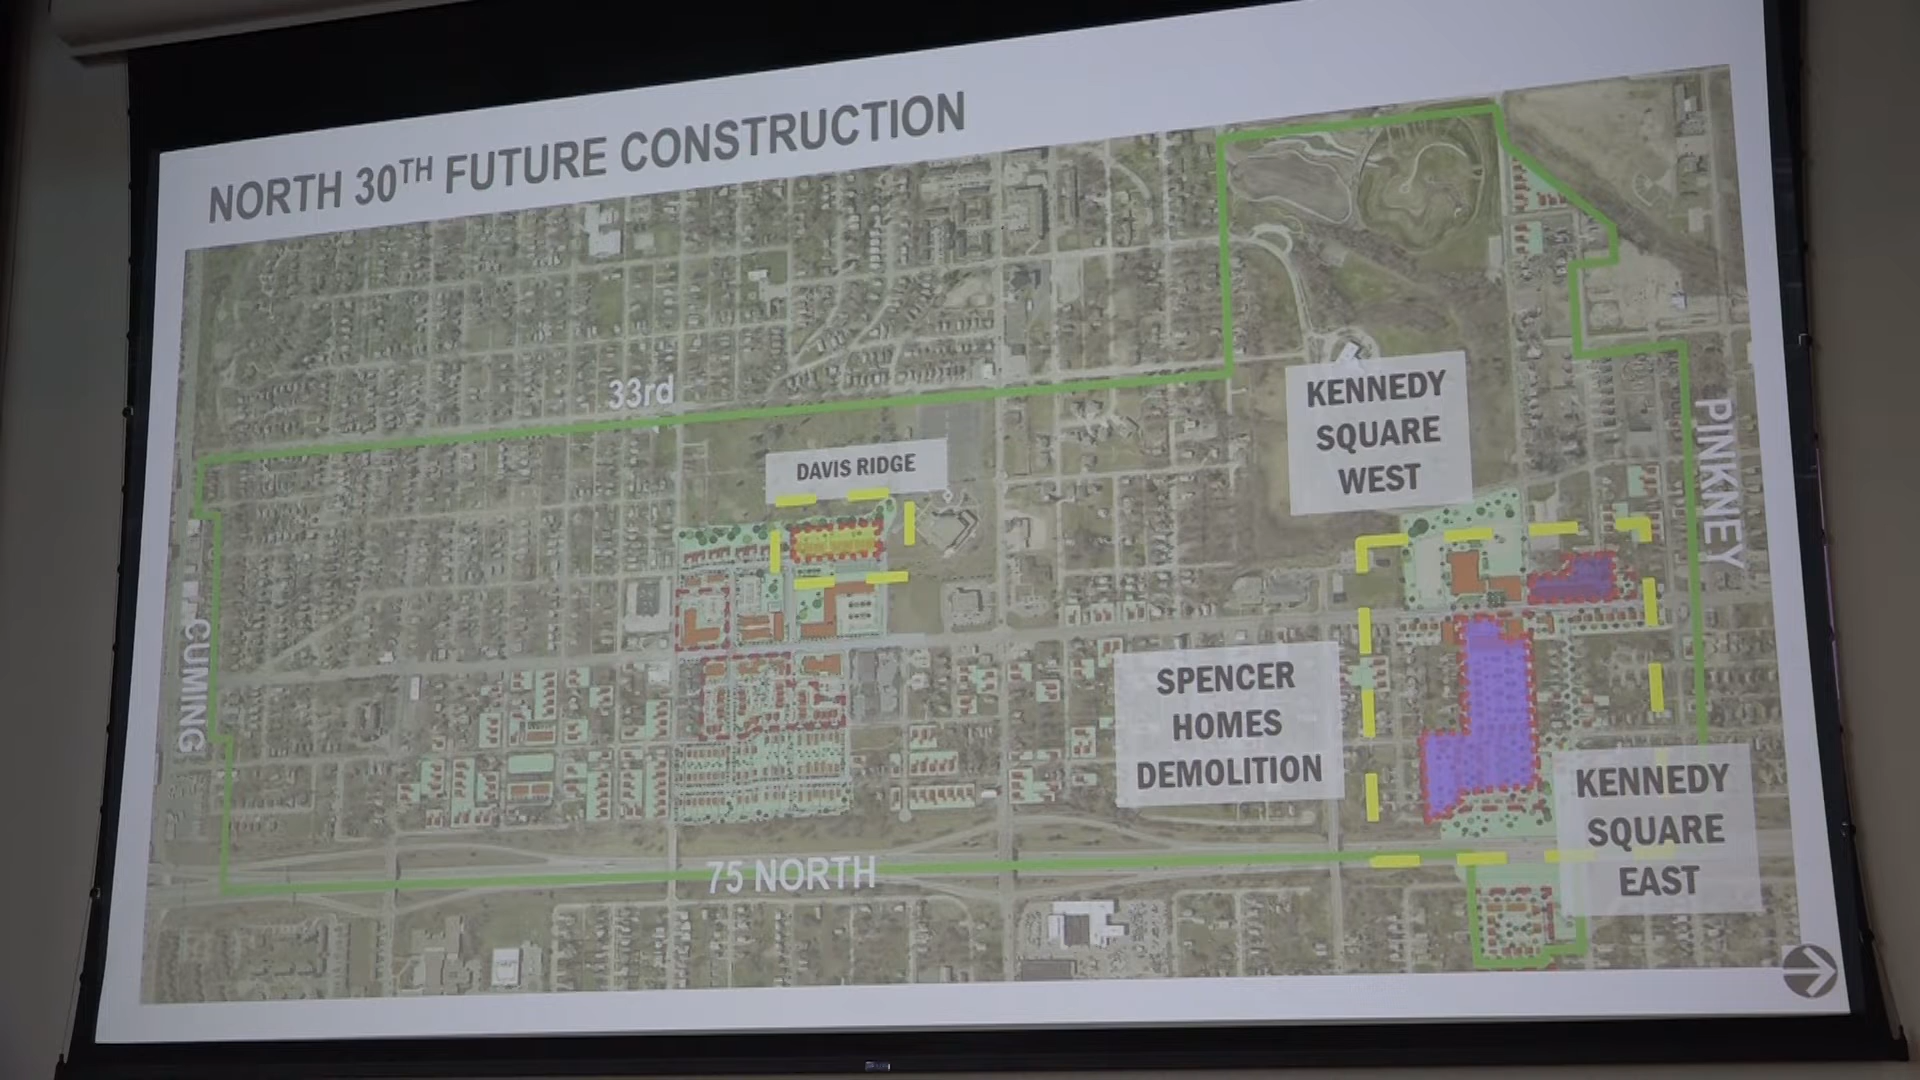 NORTH 30TH FUTURE CONSTRUCTION
33rd
KENNEDY
SQUARE
WEST
PINKNEY
DAVIS RIDGE
CUMING
SPENCER
HOMES
DEMOLITION
KENNEDY
SQUARE
EAST
75 NORTH